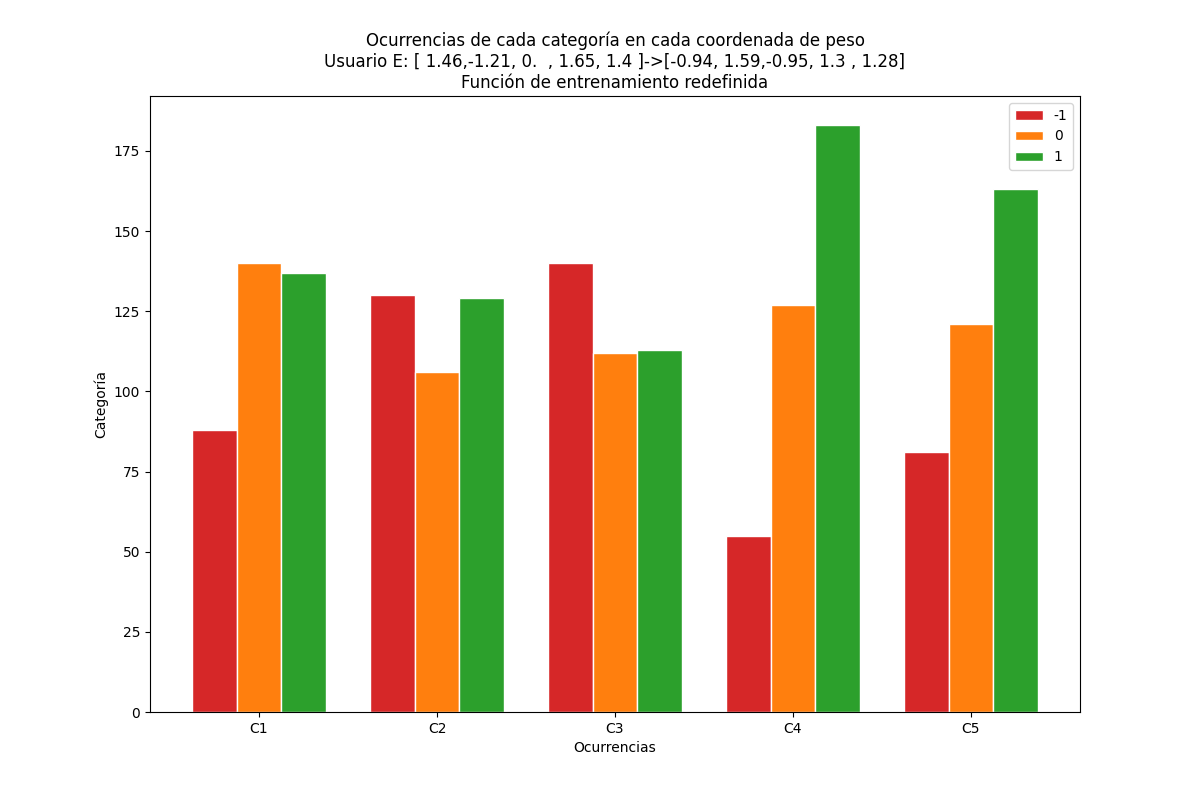 Ocurrencias de cada categoría en cada coordenada de peso
Usuario E: [ 1.46,-1.21, 0.  , 1.65, 1.4 ]->[-0.94, 1.59,-0.95, 1.3 , 1.28]
Función de entrenamiento redefinida
-1
0
1
175
150
125
100
75
50
25
0
Categoría
C1
C2
C3
C4
C5
Ocurrencias